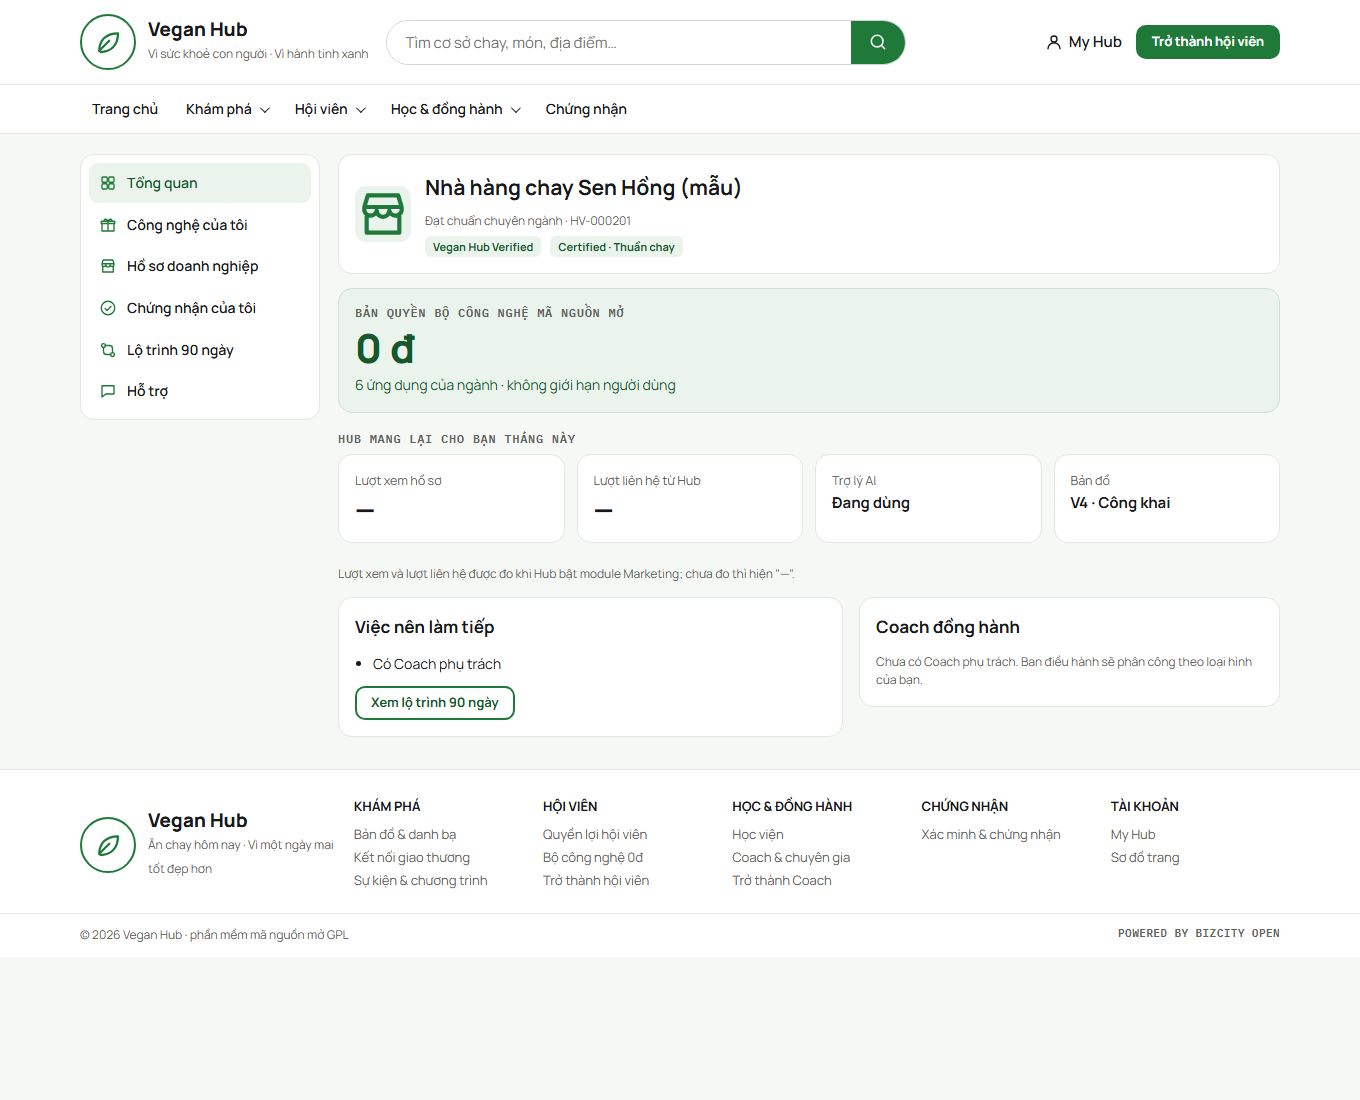 Vegan Hub
Vì sức khoẻ con người · Vì hành tinh xanh
Tìm cơ sở chay, món, địa điểm...
My Hub
Trở thành hội viên
Trang chủ
Khám phá
Hội viên
Học & đồng hành
Chứng nhận
Tổng quan
Công nghệ của tôi
Hồ sơ doanh nghiệp
Chứng nhận của tôi
Lộ trình 90 ngày
Hỗ trợ
Nhà hàng chay Sen Hồng (mẫu)
Đạt chuẩn chuyên ngành · HV-000201
Vegan Hub Verified
Certified · Thuần chay
BẢN QUYỀN BỘ CÔNG NGHỆ MÃ NGUỒN MỞ
0 đ
6 ứng dụng của ngành · không giới hạn người dùng
HUB MANG LẠI CHO BẠN THÁNG NÀY
Lượt xem hồ sơ
—
Lượt liên hệ từ Hub
—
Trợ lý AI
Đang dùng
Bản đồ
V4 · Công khai
Lượt xem và lượt liên hệ được đo khi Hub bật module Marketing; chưa đo thì hiện "—".
Việc nên làm tiếp
• Có Coach phụ trách
Xem lộ trình 90 ngày
Coach đồng hành
Chưa có Coach phụ trách. Ban điều hành sẽ phân công theo loại hình
của bạn.
Vegan Hub
Ăn chay hôm nay · Vì một ngày mai
tốt đẹp hơn
KHÁM PHÁ
Bản đồ & danh bạ
Kết nối giao thương
Sự kiện & chương trình
HỘI VIÊN
Quyền lợi hội viên
Bộ công nghệ 0đ
Trở thành hội viên
HỌC & ĐỒNG HÀNH
Học viện
Coach & chuyên gia
Trở thành Coach
CHỨNG NHẬN
Xác minh & chứng nhận
TÀI KHOẢN
My Hub
Sơ đồ trang
© 2026 Vegan Hub · phần mềm mã nguồn mở GPL
POWERED BY BIZCITY OPEN